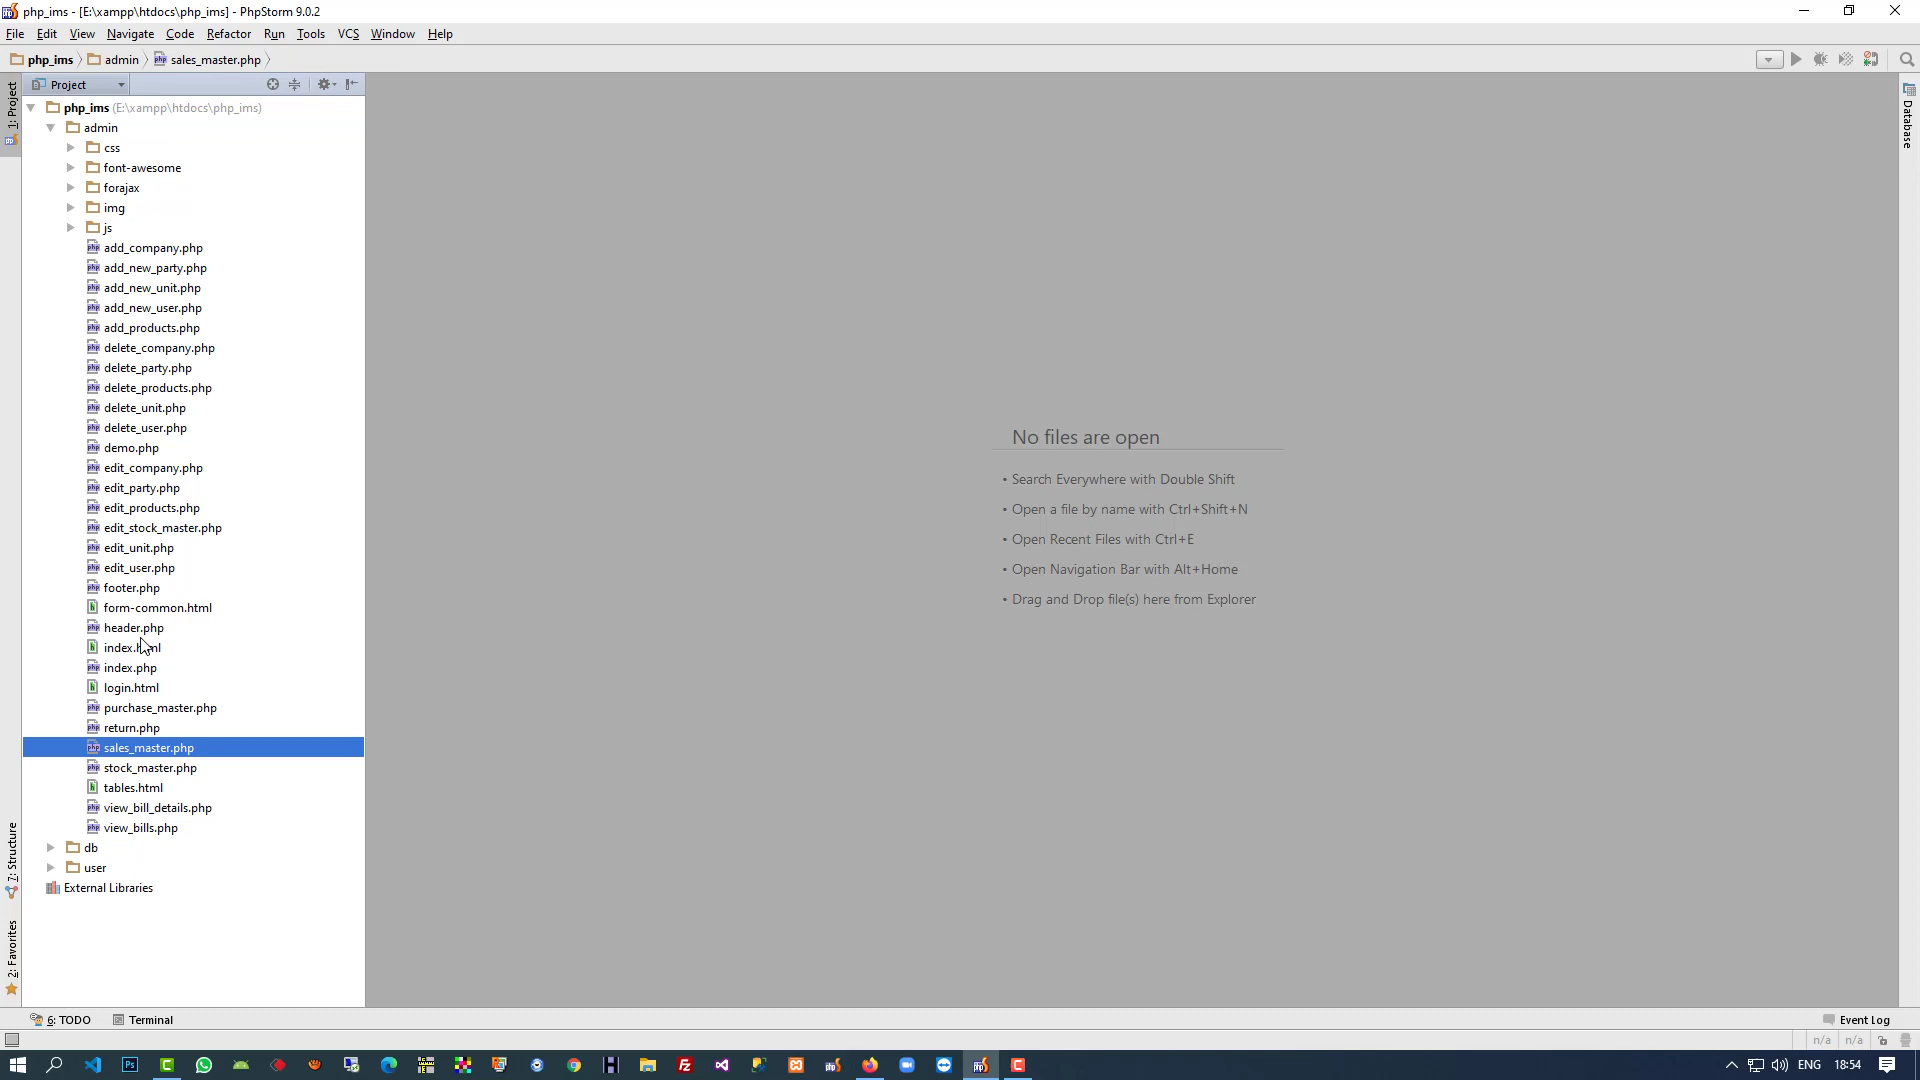 php_ims - [E:\xampp\htdocs\php_ims] - PhpStorm 9.0.2
File Edit View Navigate Code Refactor Run Tools VCS Window Help
php_ims admin sales_master.php
Project
1: Project
php_ims (E:\xampp\htdocs\php_ims)
admin
css
font-awesome
forajax
img
js
add_company.php
add_new_party.php
add_new_unit.php
add_new_user.php
add_products.php
delete_company.php
delete_party.php
delete_products.php
delete_unit.php
delete_user.php
demo.php
edit_company.php
edit_party.php
edit_products.php
edit_stock_master.php
edit_unit.php
edit_user.php
footer.php
form-common.html
header.php
index.html
index.php
login.html
purchase_master.php
return.php
sales_master.php
stock_master.php
tables.html
view_bill_details.php
view_bills.php
db
user
External Libraries
7: Structure
2: Favorites
No files are open
• Search Everywhere with Double Shift
• Open a file by name with Ctrl+Shift+N
• Open Recent Files with Ctrl+E
• Open Navigation Bar with Alt+Home
• Drag and Drop file(s) here from Explorer
Database
6: TODO Terminal Event Log
n/a n/a
ENG 18:54